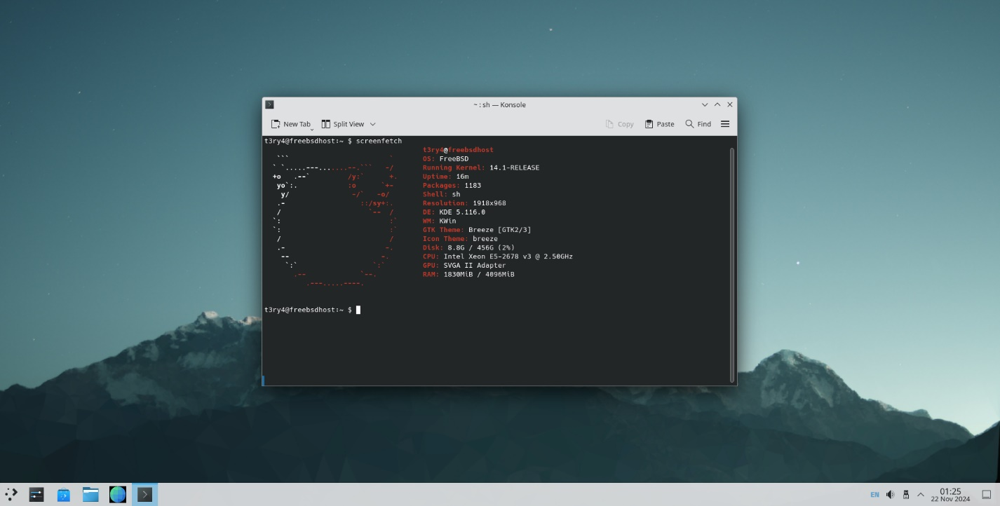 ~ : sh — Konsole
New Tab Split View Copy Paste Find
t3ry4@freebsdhost:~ $ screenfetch
t3ry4@freebsdhost
OS: FreeBSD
Running Kernel: 14.1-RELEASE
Uptime: 16m
Packages: 1183
Shell: sh
Resolution: 1918x968
DE: KDE 5.116.0
WM: KWin
GTK Theme: Breeze [GTK2/3]
Icon Theme: breeze
Disk: 8.8G / 456G (2%)
CPU: Intel Xeon E5-2678 v3 @ 2.50GHz
GPU: SVGA II Adapter
RAM: 1830MiB / 4096MiB
t3ry4@freebsdhost:~ $
EN
01:25
22 Nov 2024